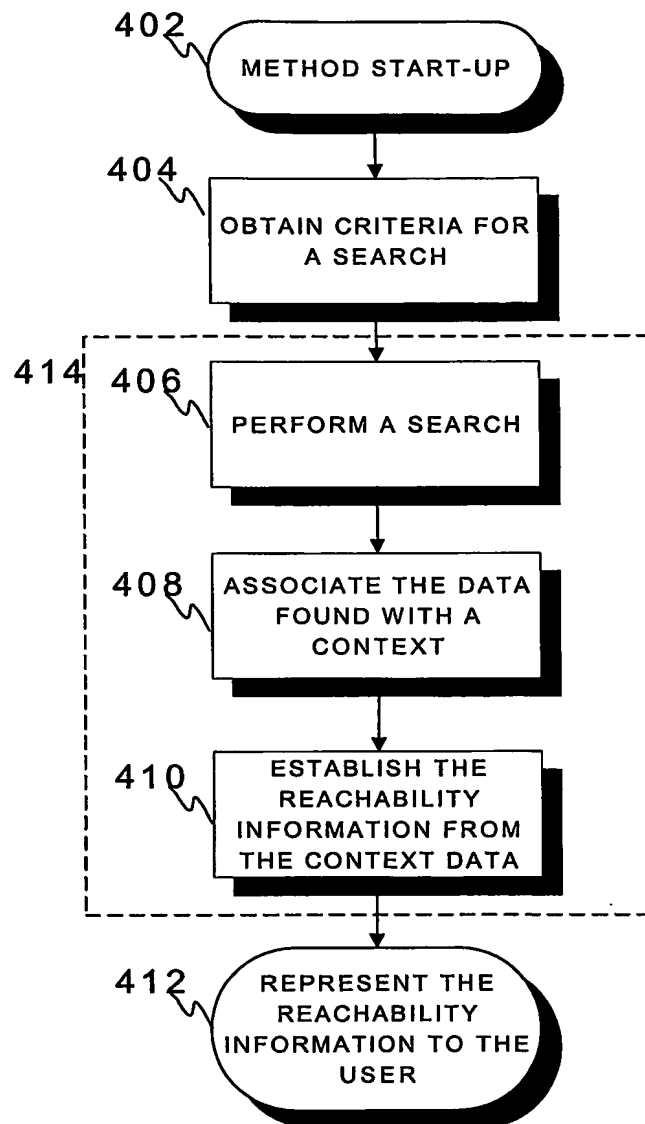 402
METHOD START-UP
404
OBTAIN CRITERIA FOR
A SEARCH
414
406
PERFORM A SEARCH
408
ASSOCIATE THE DATA
FOUND WITH A
CONTEXT
410
ESTABLISH THE
REACHABILITY
INFORMATION FROM
THE CONTEXT DATA
412
REPRESENT THE
REACHABILITY
INFORMATION TO THE
USER